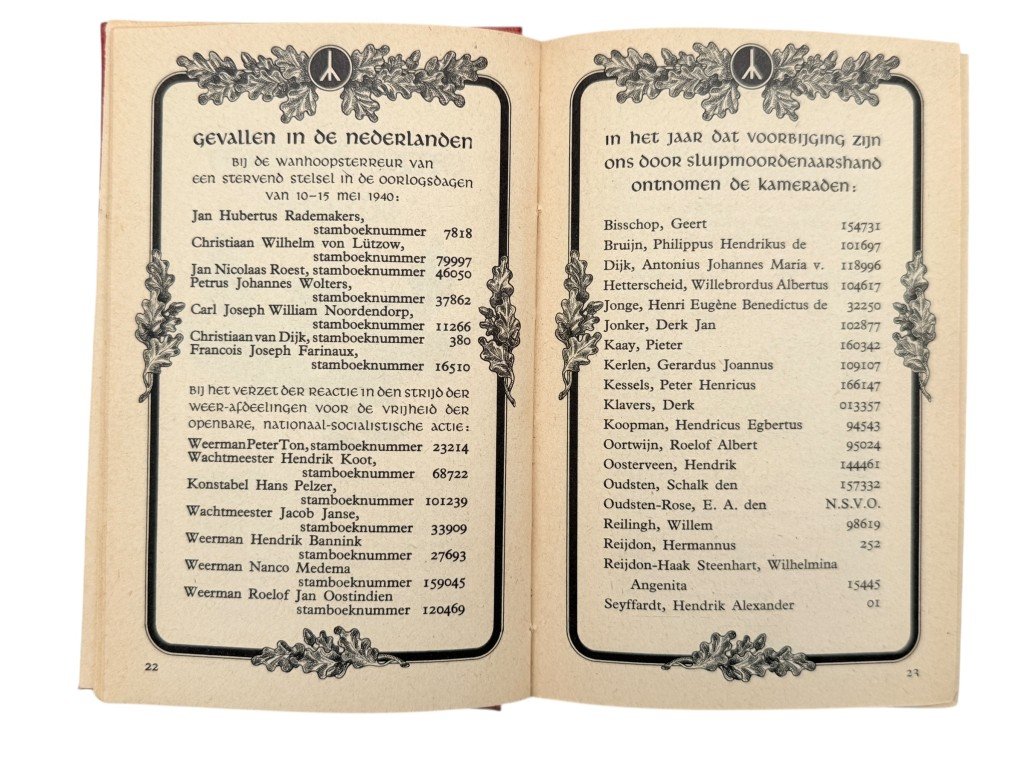 GEVALLEN IN DE NEDERLANDEN
BIJ DE WANHOOPSTERREUR VAN
EEN STERVEND STELSEL IN DE OORLOGSDAGEN
VAN 10–15 MEI 1940:
Jan Hubertus Rademakers,
stamboeknummer 7818
Christiaan Wilhelm von Lützow,
stamboeknummer 79997
Jan Nicolaas Roest, stamboeknummer 46050
Petrus Johannes Wolters,
stamboeknummer 37862
Carl Joseph William Noordendorp,
stamboeknummer 11266
Christiaan van Dijk, stamboeknummer 380
Francois Joseph Farinaux,
stamboeknummer 16510
BIJ HET VERZET DER REACTIE IN DEN STRIJD DER
WEER-AFDEELINGEN VOOR DE VRIJHEID DER
OPENBARE, NATIONAAL-SOCIALISTISCHE ACTIE:
Weerman Peter Ton, stamboeknummer 23214
Wachtmeester Hendrik Koot,
stamboeknummer 68722
Konstabel Hans Pelzer,
stamboeknummer 101239
Wachtmeester Jacob Janse,
stamboeknummer 33909
Weerman Hendrik Bannink
stamboeknummer 27693
Weerman Nanco Medema
stamboeknummer 159045
Weerman Roelof Jan Oostindien
stamboeknummer 120469
22
IN HET JAAR DAT VOORBIJGING ZIJN
ONS DOOR SLUIPMOORDENAARSHAND
ONTNOMEN DE KAMERADEN:
Bisschop, Geert 154731
Bruijn, Philippus Hendrikus de 101697
Dijk, Antonius Johannes Maria v. 118996
Hetterscheid, Willebrordus Albertus 104617
Jonge, Henri Eugène Benedictus de 32250
Jonker, Derk Jan 102877
Kaay, Pieter 160342
Kerlen, Gerardus Joannus 109107
Kessels, Peter Henricus 166147
Klavers, Derk 013357
Koopman, Hendricus Egbertus 94543
Oortwijn, Roelof Albert 95024
Oosterveen, Hendrik 144461
Oudsten, Schalk den 157332
Oudsten-Rose, E. A. den N.S.V.O.
Reilingh, Willem 98619
Reijdon, Hermannus 252
Reijdon-Haak Steenhart, Wilhelmina
Angenita 15445
Seyffardt, Hendrik Alexander 01
23